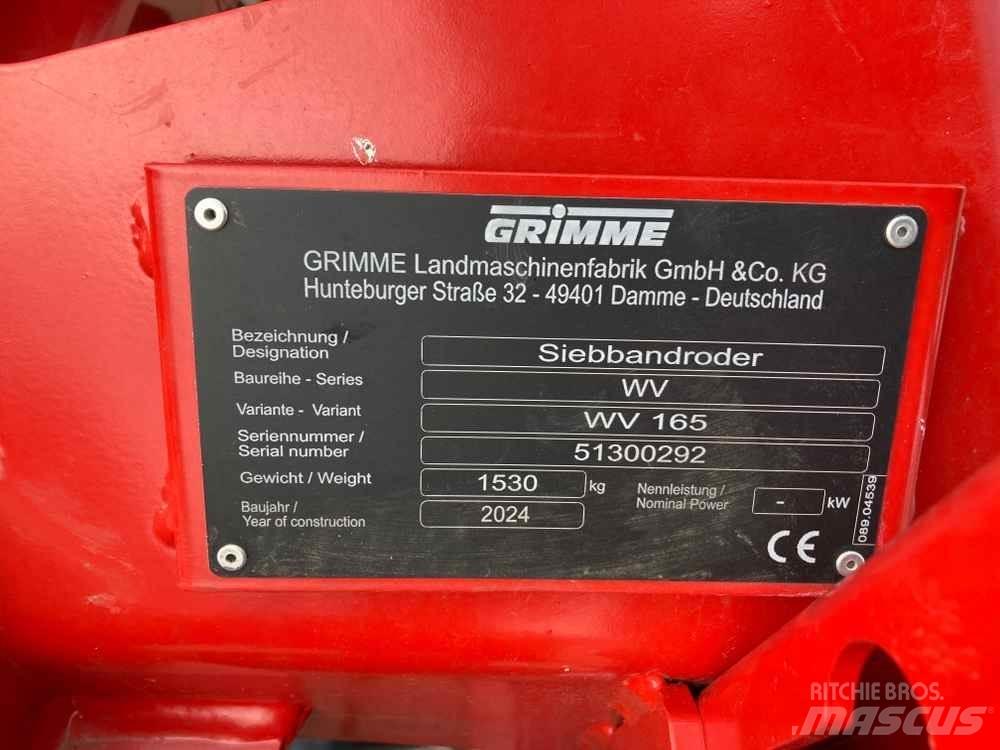 GRIMME
GRIMME Landmaschinenfabrik GmbH &Co. KG
Hunteburger Straße 32 - 49401 Damme - Deutschland
Bezeichnung /
Designation
Siebbandroder
Baureihe - Series
WV
Variante - Variant
WV 165
Seriennummer /
Serial number
51300292
Gewicht / Weight
1530 kg
Nennleistung /
Nominal Power
- kW
Baujahr /
Year of construction
2024
CE
089.04539
RITCHIE BROS.
MASCUS